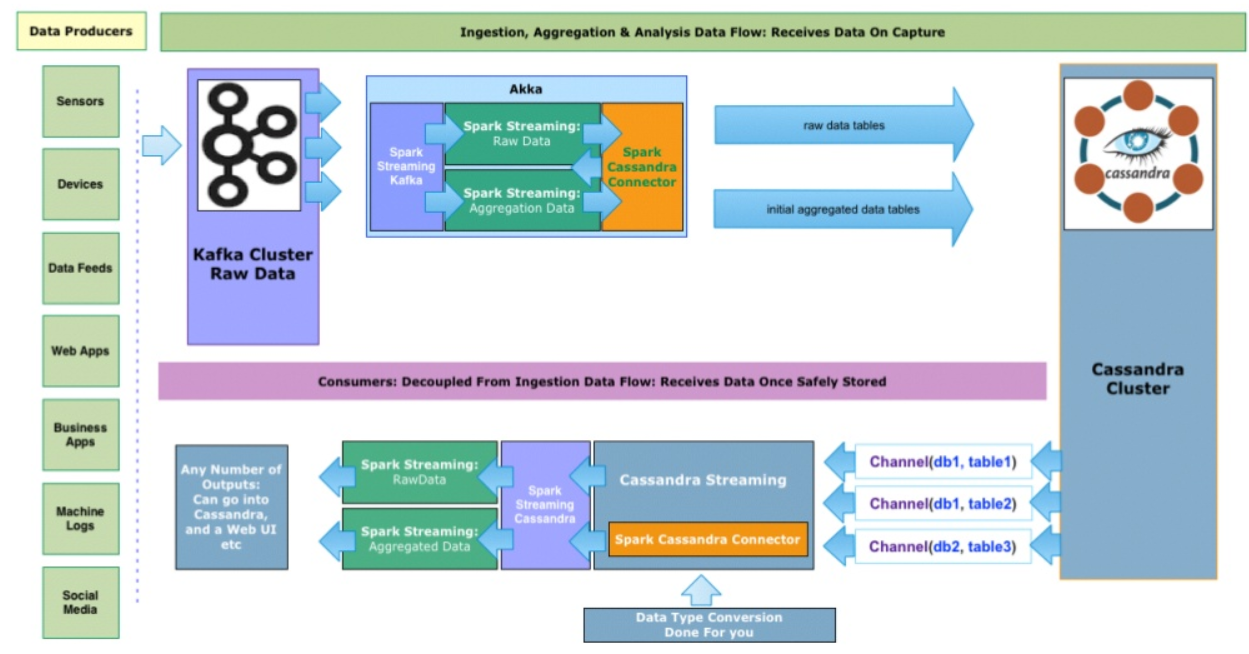 Data Producers
Ingestion, Aggregation & Analysis Data Flow: Receives Data On Capture
Sensors
Devices
Data Feeds
Web Apps
Business
Apps
Machine
Logs
Social
Media
Kafka Cluster
Raw Data
Akka
Spark
Streaming
Kafka
Spark Streaming:
Raw Data
Spark Streaming:
Aggregation Data
Spark
Cassandra
Connector
raw data tables
initial aggregated data tables
cassandra
Cassandra
Cluster
Consumers: Decoupled From Ingestion Data Flow: Receives Data Once Safely Stored
Any Number of
Outputs:
Can go into
Cassandra,
and a Web UI
etc
Spark Streaming:
RawData
Spark Streaming:
Aggregated Data
Spark
Streaming
Cassandra
Cassandra Streaming
Spark Cassandra Connector
Channel(db1, table1)
Channel(db1, table2)
Channel(db2, table3)
Data Type Conversion
Done For you